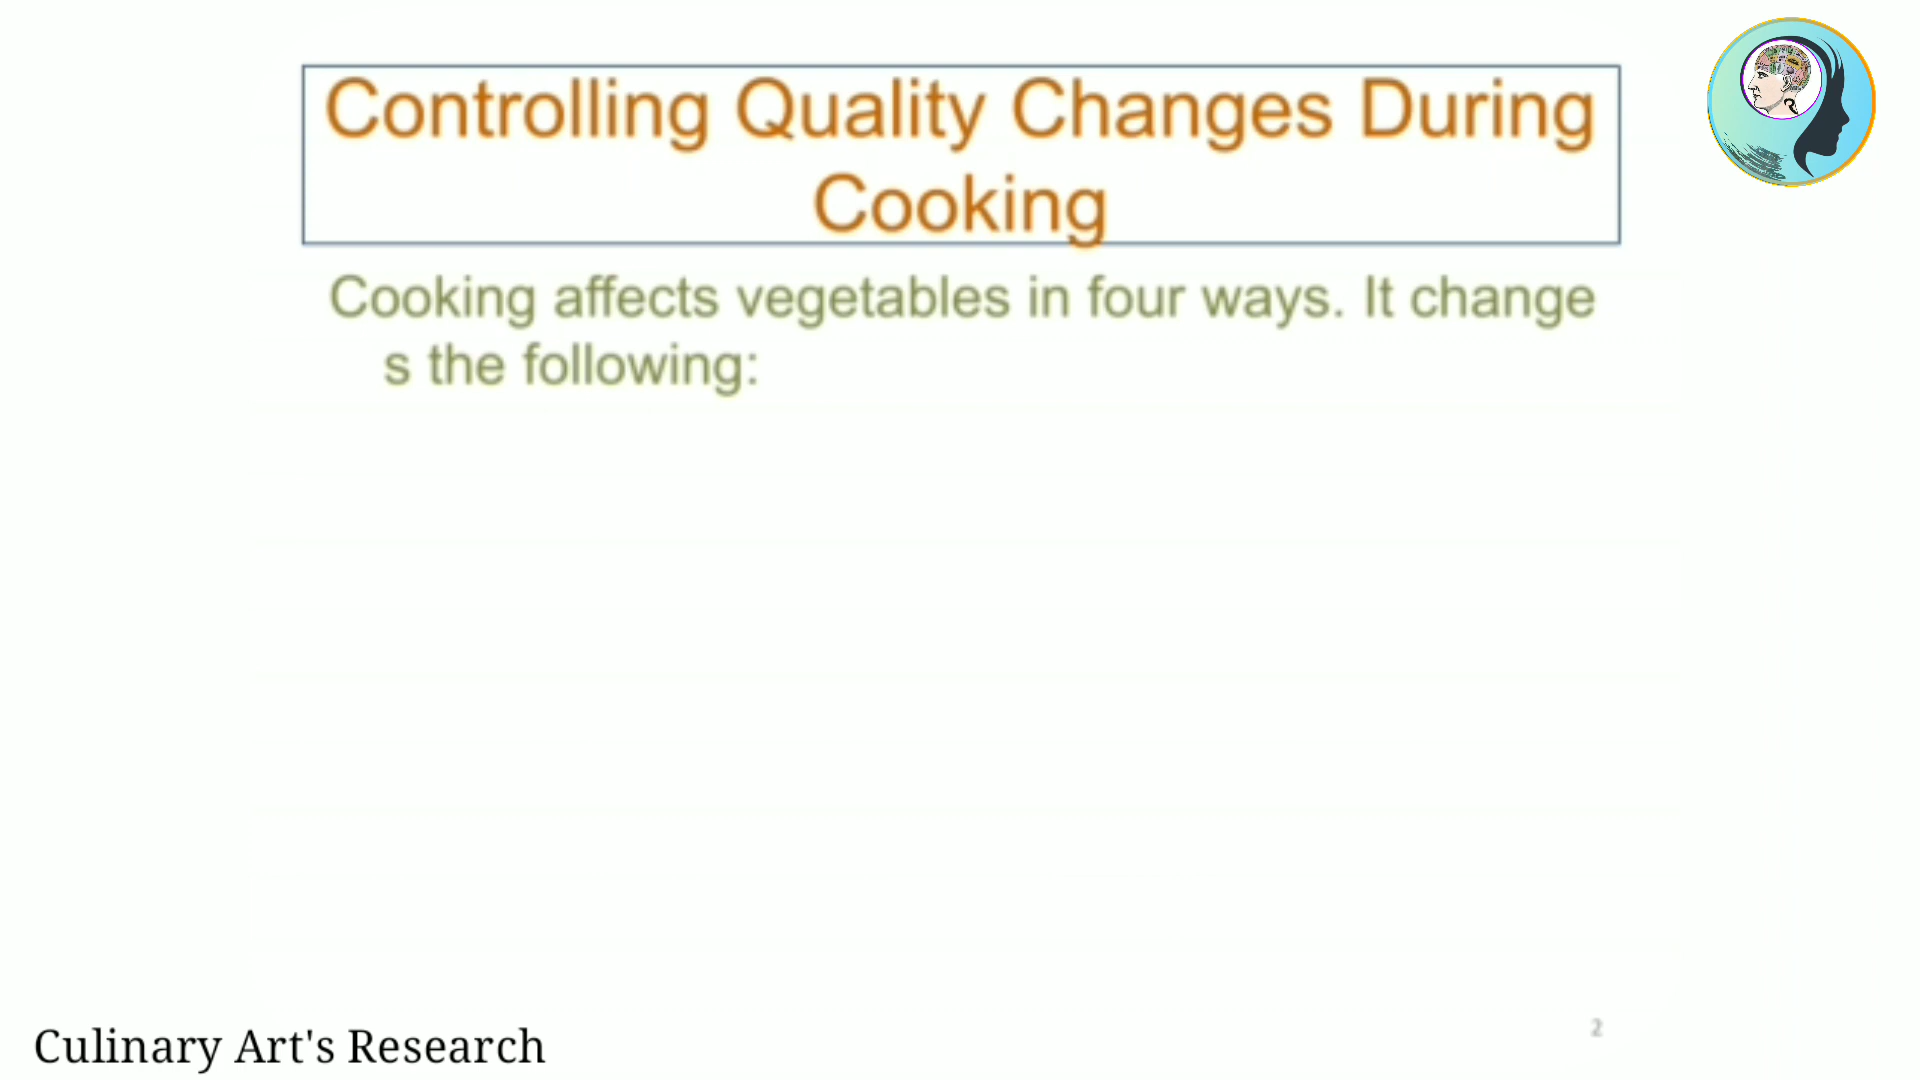 Controlling Quality Changes During
Cooking
Cooking affects vegetables in four ways. It change
s the following:
Culinary Art's Research
2